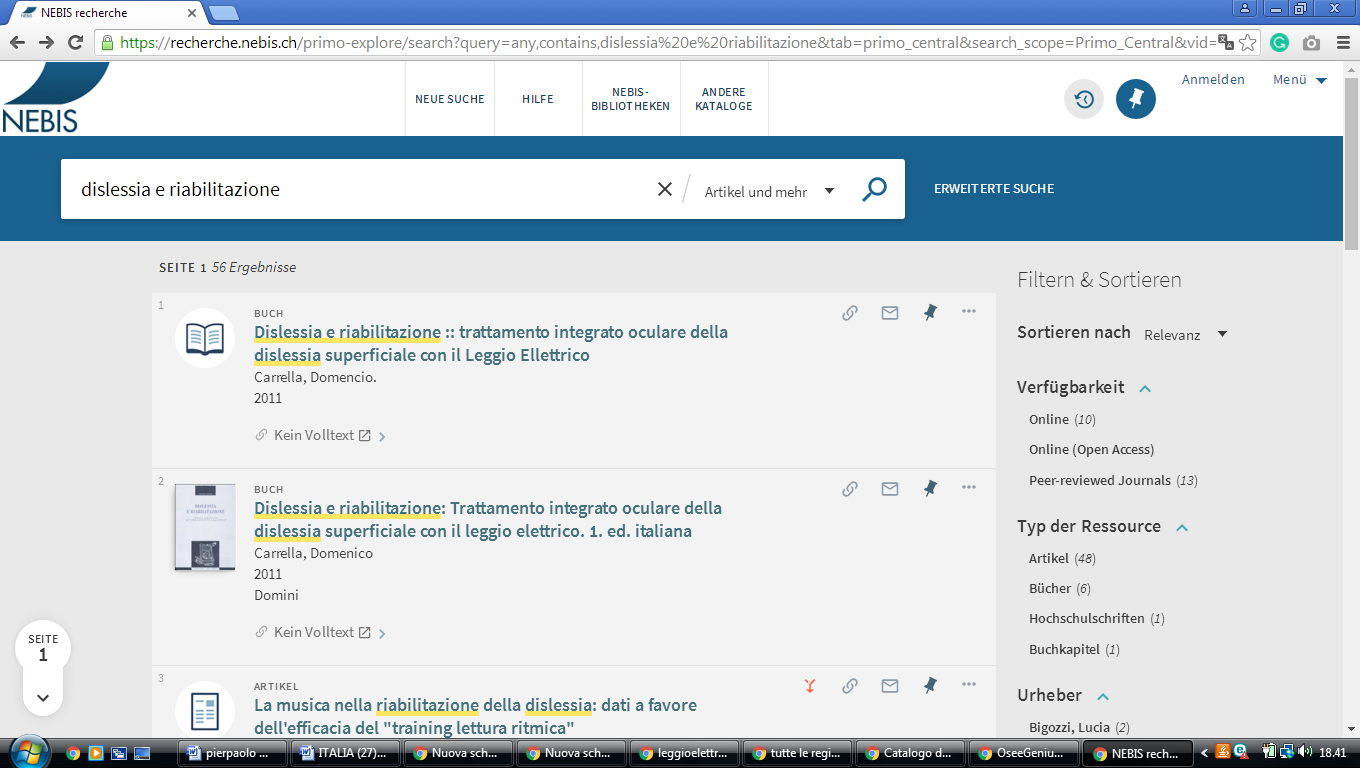 NEBIS recherche
https://recherche.nebis.ch/primo-explore/search?query=any,contains,dislessia%20e%20riabilitazione&tab=primo_central&search_scope=Primo_Central&vid=
NEBIS
NEUE SUCHE
HILFE
NEBIS-
BIBLIOTHEKEN
ANDERE
KATALOGE
Anmelden
Menü
dislessia e riabilitazione
Artikel und mehr
ERWEITERTE SUCHE
SEITE 1 56 Ergebnisse
1
BUCH
Dislessia e riabilitazione :: trattamento integrato oculare della
dislessia superficiale con il Leggio Ellettrico
Carrella, Domencio.
2011
Kein Volltext
2
BUCH
DISLESSIA
E RIABILITAZIONE
Dislessia e riabilitazione: Trattamento integrato oculare della
dislessia superficiale con il leggio elettrico. 1. ed. italiana
Carrella, Domenico
2011
Domini
Kein Volltext
3
ARTIKEL
La musica nella riabilitazione della dislessia: dati a favore
dell'efficacia del "training lettura ritmica"
Filtern & Sortieren
Sortieren nach Relevanz
Verfügbarkeit
Online (10)
Online (Open Access)
Peer-reviewed Journals (13)
Typ der Ressource
Artikel (48)
Bücher (6)
Hochschulschriften (1)
Buchkapitel (1)
Urheber
Bigozzi, Lucia (2)
SEITE
1
pierpaolo ...
ITALIA (27)...
Nuova sch...
Nuova sch...
leggioelettr...
tutte le regi...
Catalogo d...
OseeGeniu...
NEBIS rech...
18.41